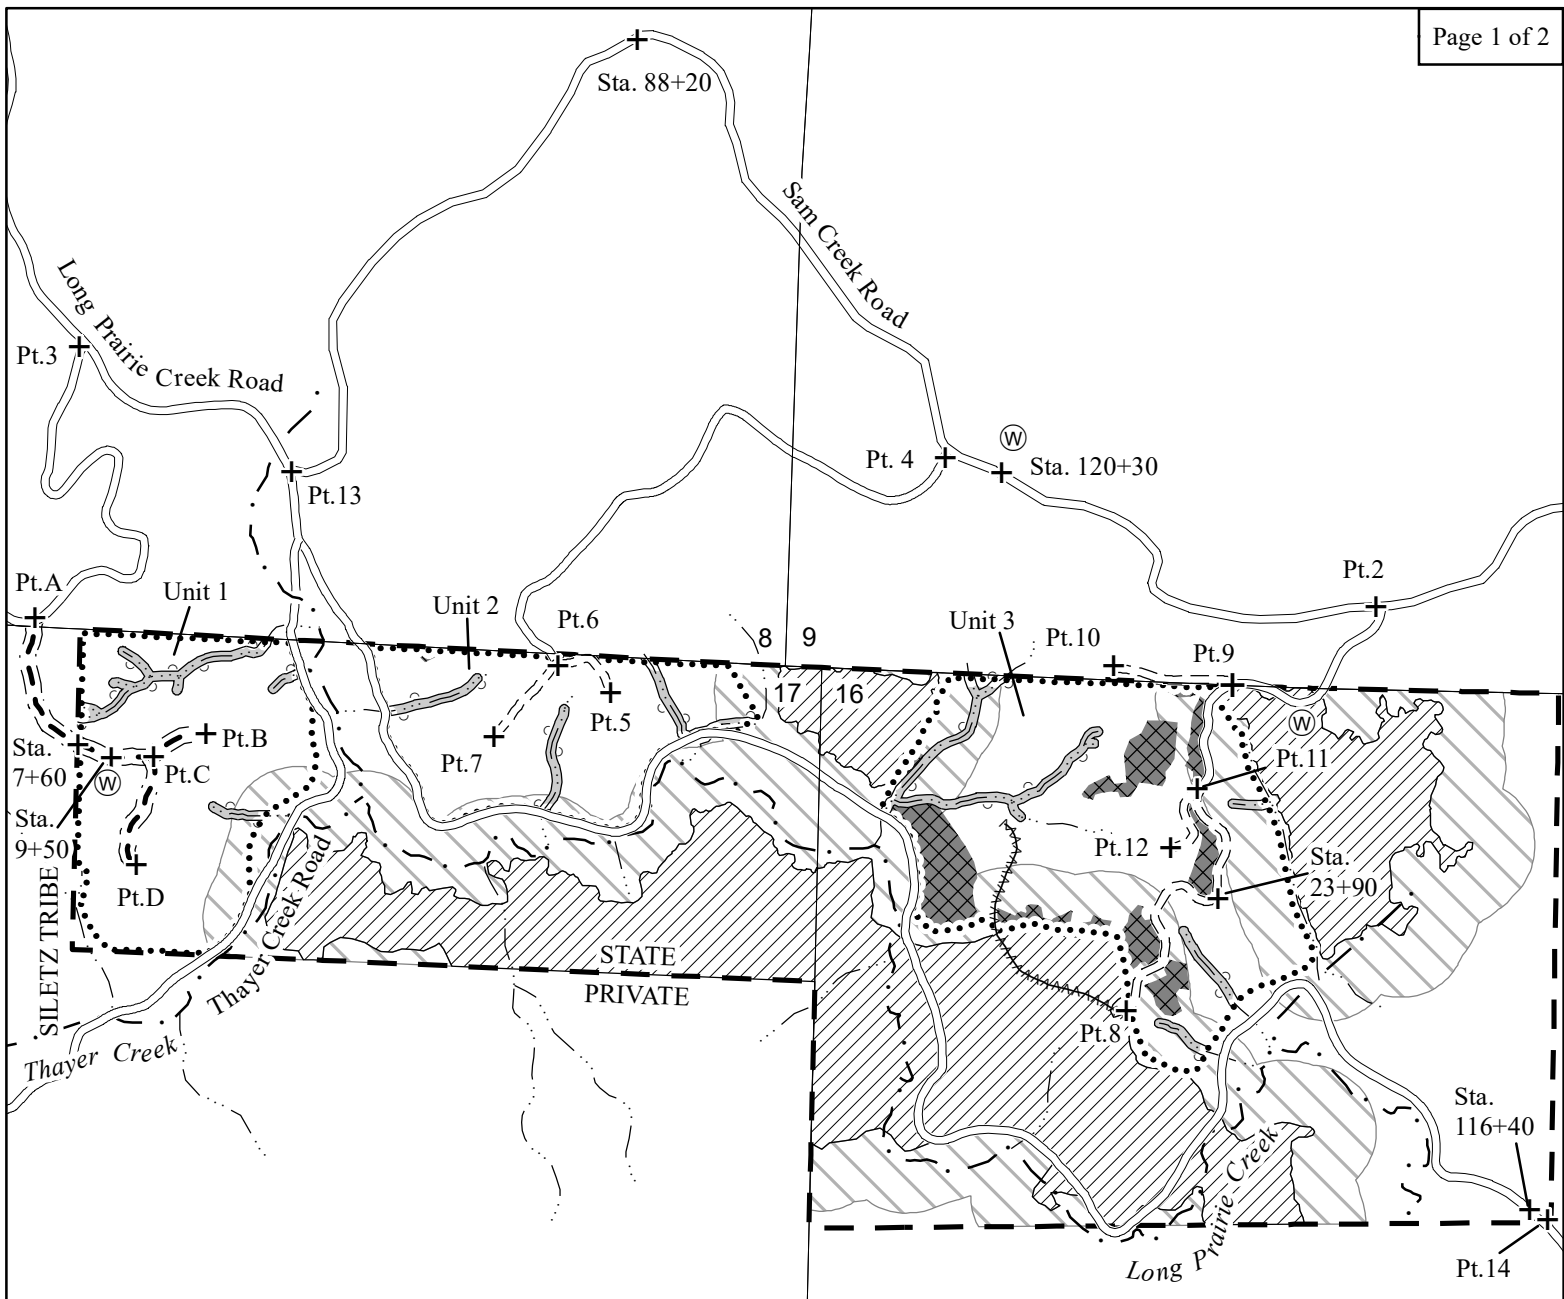 Page 1 of 2
Sta. 88+20
Sam Creek Road
Long Prairie Creek Road
Pt.3
Pt. 4
W
Sta. 120+30
Pt.13
Pt.A
Unit 1
Unit 2
Pt.6
8
9
Unit 3
Pt.10
Pt.9
Pt.2
17
16
Pt.5
Pt.7
Pt.B
Pt.C
Sta.
7+60
W
Sta.
9+50
Pt.D
W
Pt.11
Pt.12
Sta.
23+90
SILETZ TRIBE
Thayer Creek Road
STATE
PRIVATE
Thayer Creek
Pt.8
Sta.
116+40
Long Prairie Creek
Pt.14